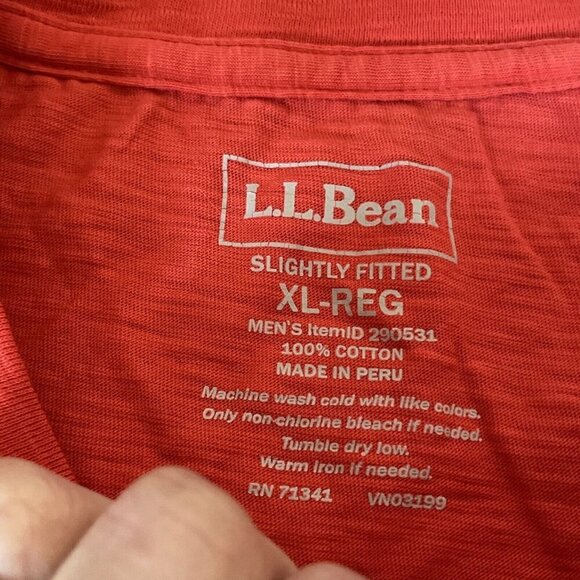 L.L.Bean
SLIGHTLY FITTED
XL-REG
MEN'S ItemID 290531
100% COTTON
MADE IN PERU
Machine wash cold with like colors.
Only non-chlorine bleach if needed.
Tumble dry low.
Warm iron if needed.
RN 71341 VN03199